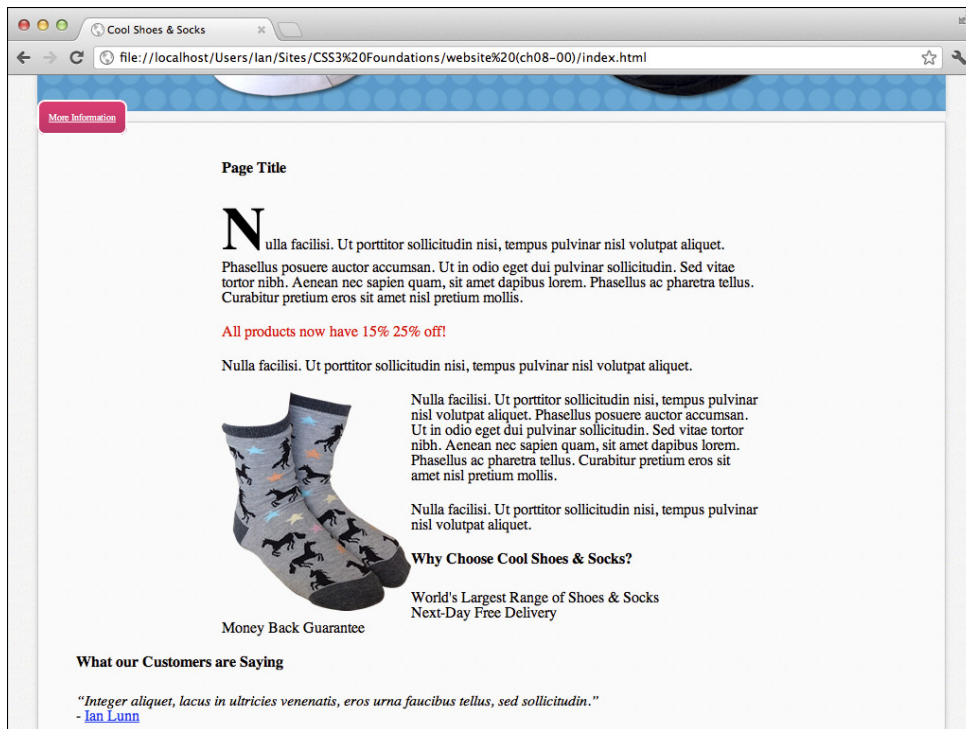 Cool Shoes & Socks
file://localhost/Users/Ian/Sites/CSS3%20Foundations/website%20(ch08-00)/index.html
More Information
Page Title
Nulla facilisi. Ut porttitor sollicitudin nisi, tempus pulvinar nisl volutpat aliquet.
Phasellus posuere auctor accumsan. Ut in odio eget dui pulvinar sollicitudin. Sed vitae
tortor nibh. Aenean nec sapien quam, sit amet dapibus lorem. Phasellus ac pharetra tellus.
Curabitur pretium eros sit amet nisl pretium mollis.
All products now have 15% 25% off!
Nulla facilisi. Ut porttitor sollicitudin nisi, tempus pulvinar nisl volutpat aliquet.
Nulla facilisi. Ut porttitor sollicitudin nisi, tempus pulvinar
nisl volutpat aliquet. Phasellus posuere auctor accumsan.
Ut in odio eget dui pulvinar sollicitudin. Sed vitae tortor
nibh. Aenean nec sapien quam, sit amet dapibus lorem.
Phasellus ac pharetra tellus. Curabitur pretium eros sit
amet nisl pretium mollis.
Nulla facilisi. Ut porttitor sollicitudin nisi, tempus pulvinar
nisl volutpat aliquet.
Why Choose Cool Shoes & Socks?
World's Largest Range of Shoes & Socks
Next-Day Free Delivery
Money Back Guarantee
What our Customers are Saying
“Integer aliquet, lacus in ultricies venenatis, eros urna faucibus tellus, sed sollicitudin.”
- Ian Lunn